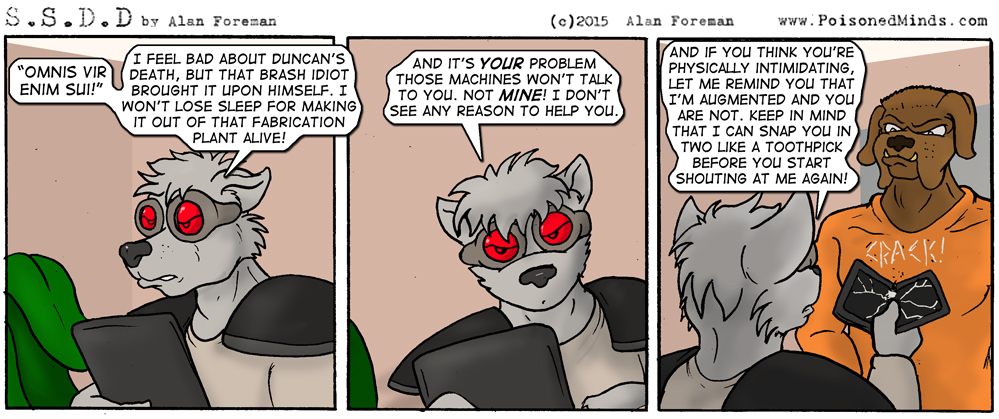 S.S.D.D by Alan Foreman (c)2015 Alan Foreman www.PoisonedMinds.com
"OMNIS VIR
ENIM SUI!"
I FEEL BAD ABOUT DUNCAN'S
DEATH, BUT THAT BRASH IDIOT
BROUGHT IT UPON HIMSELF. I
WON'T LOSE SLEEP FOR MAKING
IT OUT OF THAT FABRICATION
PLANT ALIVE!
AND IT'S YOUR PROBLEM
THOSE MACHINES WON'T TALK
TO YOU. NOT MINE! I DON'T
SEE ANY REASON TO HELP YOU.
AND IF YOU THINK YOU'RE
PHYSICALLY INTIMIDATING,
LET ME REMIND YOU THAT
I'M AUGMENTED AND YOU
ARE NOT. KEEP IN MIND
THAT I CAN SNAP YOU IN
TWO LIKE A TOOTHPICK
BEFORE YOU START
SHOUTING AT ME AGAIN!
CRACK!